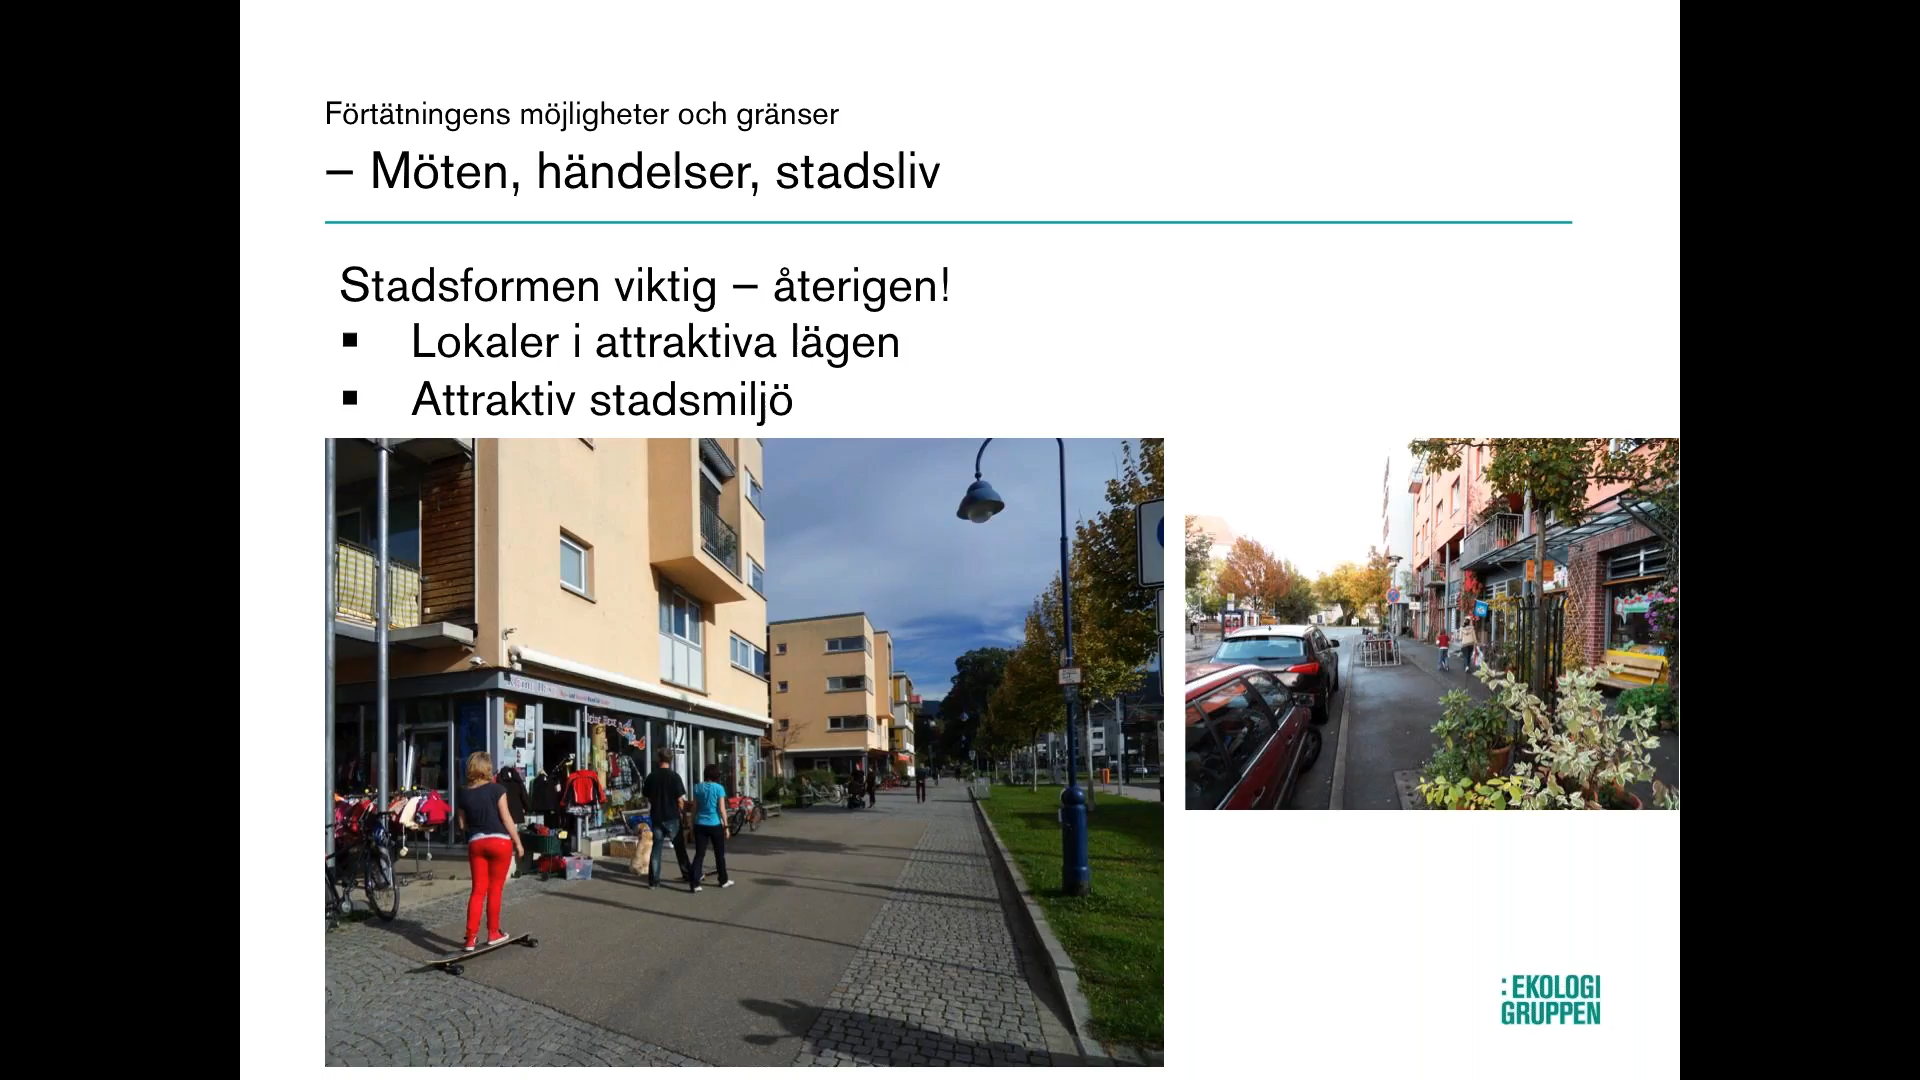 Förtätningens möjligheter och gränser
– Möten, händelser, stadsliv
Stadsformen viktig – återigen!
▪ Lokaler i attraktiva lägen
▪ Attraktiv stadsmiljö
:EKOLOGI
GRUPPEN